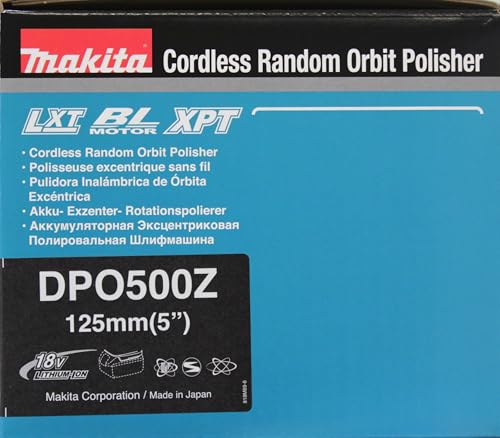 makita Cordless Random Orbit Polisher
LXT BL MOTOR XPT
· Cordless Random Orbit Polisher
· Polisseuse excentrique sans fil
· Pulidora Inalámbrica de Órbita
Excéntrica
· Akku- Exzenter- Rotationspolierer
· Аккумуляторная Эксцентриковая
Полировальная Шлифмашина
DPO500Z
125mm(5”)
18V
LITHIUM-ION
Makita Corporation / Made in Japan